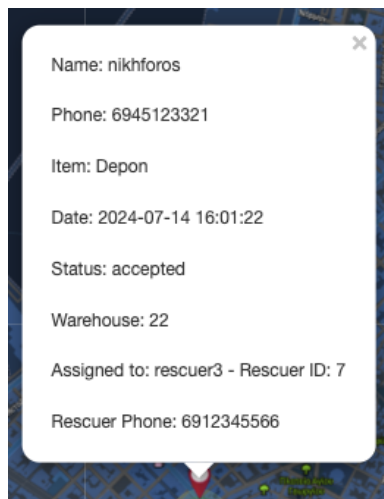 ×
Name: nikhforos
Phone: 6945123321
Item: Depon
Date: 2024-07-14 16:01:22
Status: accepted
Warehouse: 22
Assigned to: rescuer3 - Rescuer ID: 7
Rescuer Phone: 6912345566